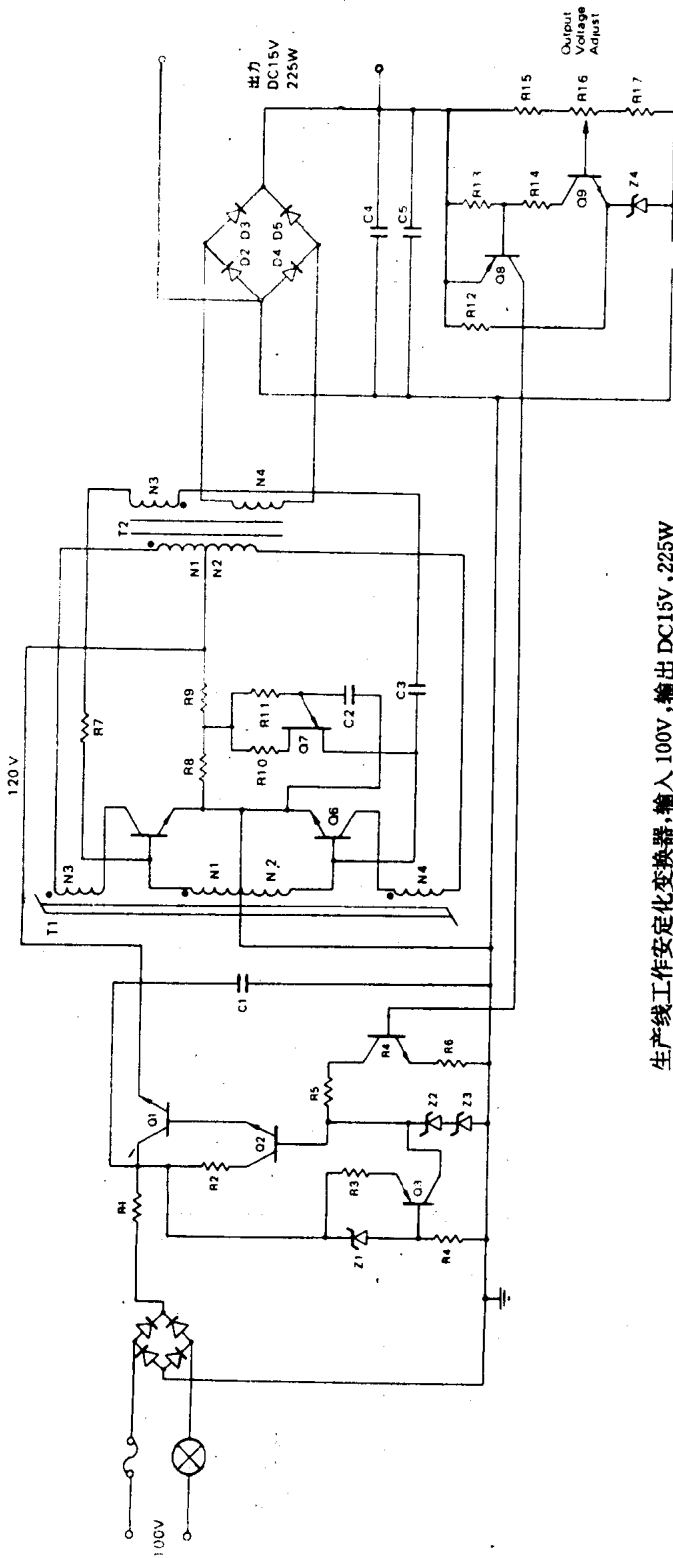 100V
R1
Q1
R2
Q2
Z1
R3
Q3
R4
R5
R4
R6
Z2
Z3
C1
120V
T1
N3
N1
N2
N4
Q6
R7
R8
R9
R10
R11
Q7
C2
C3
T2
N1
N2
N3
N4
D2
D3
D4
D5
出力
DC15V
225W
C4
C5
R12
R13
R14
Q8
Q9
Z4
R15
R16
R17
Output
Voltage
Adjust
生产线工作安定化变换器,输入100V,输出DC15V,225W